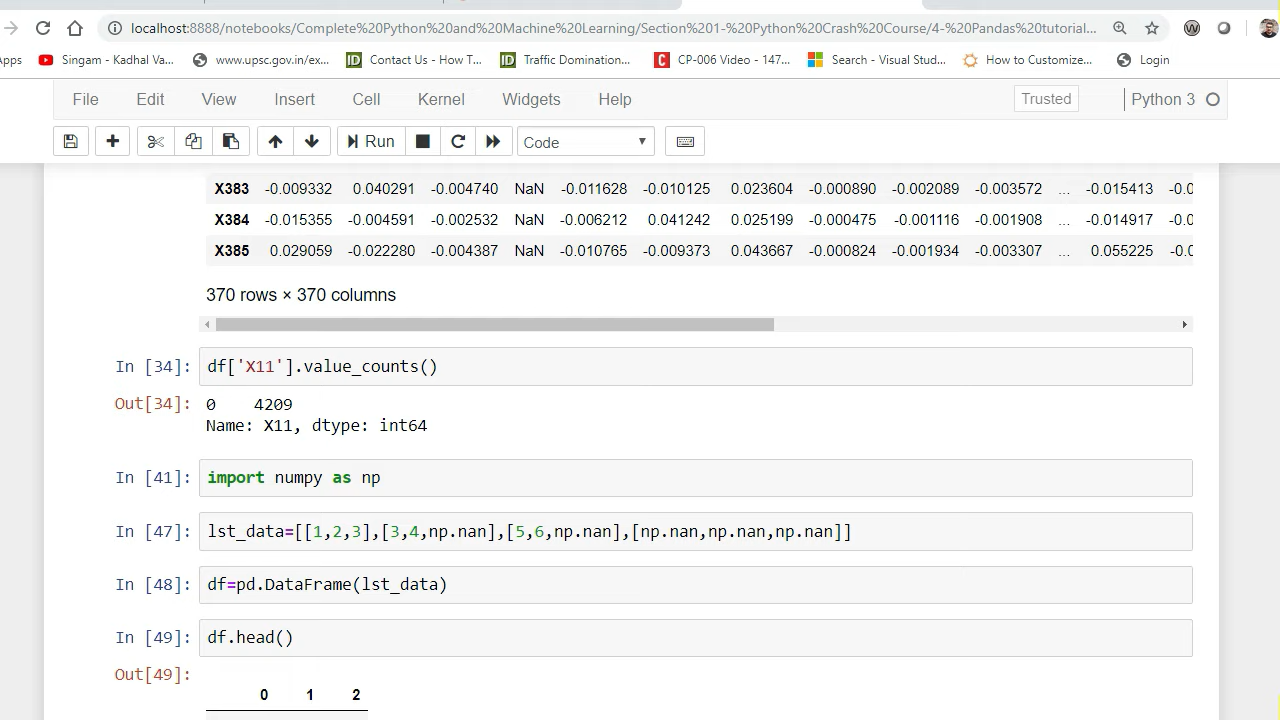 localhost:8888/notebooks/Complete%20Python%20and%20Machine%20Learning/Section%201-%20Python%20Crash%20Course/4-%20Pandas%20tutorial...
Apps Singam - Kadhal Va... www.upsc.gov.in/ex... Contact Us - How T... Traffic Domination... CP-006 Video - 147... Search - Visual Stud... How to Customize... Login
File Edit View Insert Cell Kernel Widgets Help Trusted Python 3
Run Code
X383 -0.009332 0.040291 -0.004740 NaN -0.011628 -0.010125 0.023604 -0.000890 -0.002089 -0.003572 ... -0.015413 -0.0
X384 -0.015355 -0.004591 -0.002532 NaN -0.006212 0.041242 0.025199 -0.000475 -0.001116 -0.001908 ... -0.014917 -0.0
X385 0.029059 -0.022280 -0.004387 NaN -0.010765 -0.009373 0.043667 -0.000824 -0.001934 -0.003307 ... 0.055225 -0.0
370 rows × 370 columns
In [34]: df['X11'].value_counts()
Out[34]: 0 4209
Name: X11, dtype: int64
In [41]: import numpy as np
In [47]: lst_data=[[1,2,3],[3,4,np.nan],[5,6,np.nan],[np.nan,np.nan,np.nan]]
In [48]: df=pd.DataFrame(lst_data)
In [49]: df.head()
Out[49]:
0 1 2